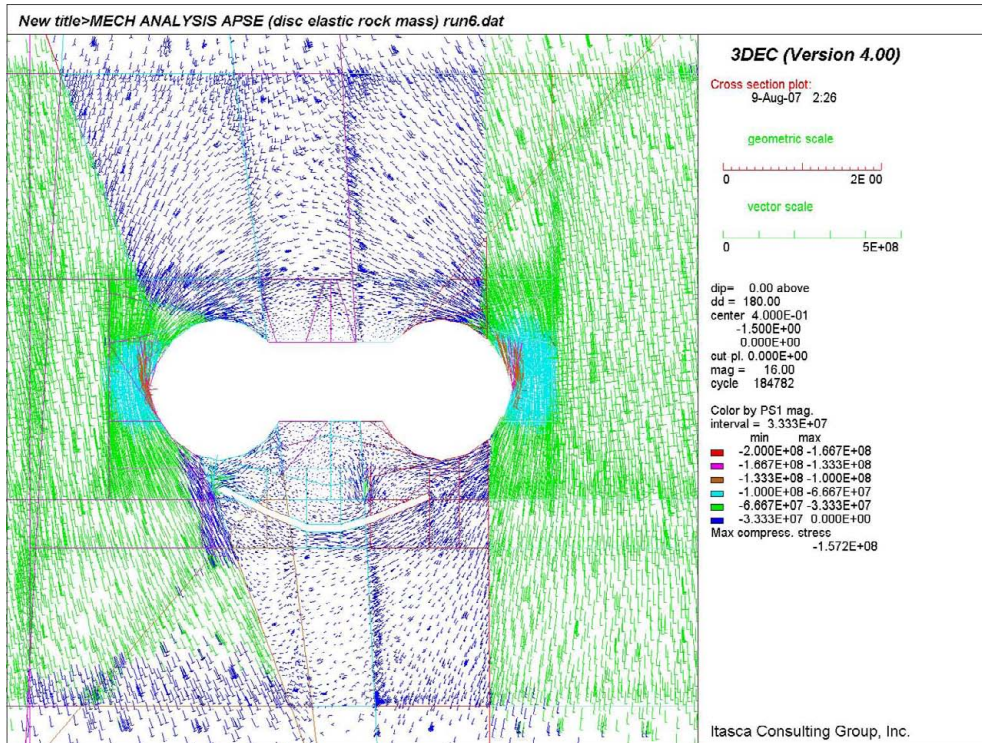 New title>MECH ANALYSIS APSE (disc elastic rock mass) run6.dat
3DEC (Version 4.00)
Cross section plot:
9-Aug-07 2:26
geometric scale
0 2E 00
vector scale
0 5E+08
dip= 0.00 above
dd = 180.00
center 4.000E-01
-1.500E+00
0.000E+00
cut pl. 0.000E+00
mag = 16.00
cycle 184782
Color by PS1 mag.
interval = 3.333E+07
min max
-2.000E+08 -1.667E+08
-1.667E+08 -1.333E+08
-1.333E+08 -1.000E+08
-1.000E+08 -6.667E+07
-6.667E+07 -3.333E+07
-3.333E+07 0.000E+00
Max compress. stress
-1.572E+08
Itasca Consulting Group, Inc.